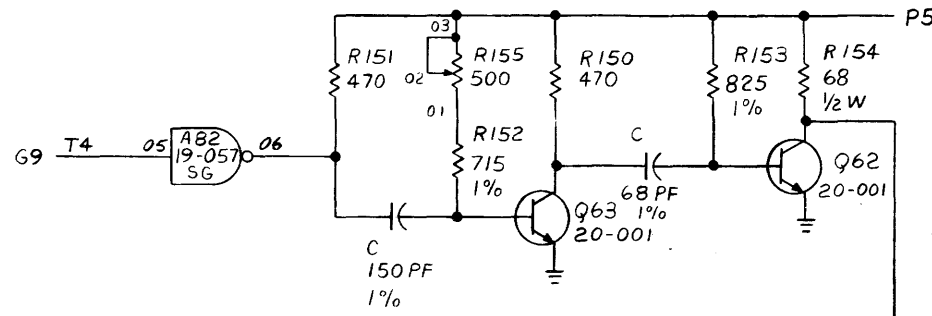 P5
R151
470
03
02
01
R155
500
R150
470
R153
825
1%
R154
68
1/2 W
G9
T4
05
A82
19-057
SG
06
R152
715
1%
C
68 PF
1%
Q62
20-001
Q63
20-001
C
150 PF
1%